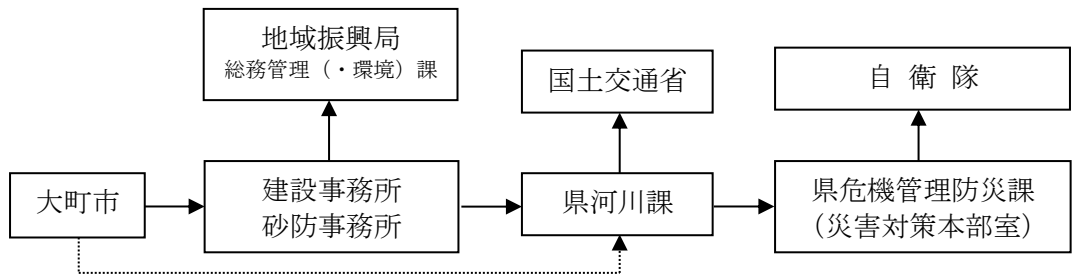 地域振興局
総務管理（・環境）課
国土交通省
自 衛 隊
大町市
建設事務所
砂防事務所
県河川課
県危機管理防災課
（災害対策本部室）